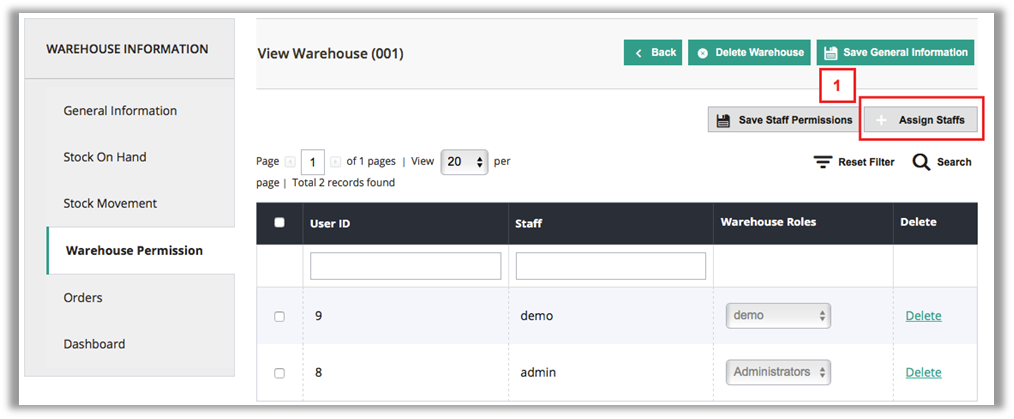 WAREHOUSE INFORMATION
General Information
Stock On Hand
Stock Movement
Warehouse Permission
Orders
Dashboard
View Warehouse (001)
Back
Delete Warehouse
Save General Information
1
Save Staff Permissions
Assign Staffs
Page 1 of 1 pages | View 20 per
page | Total 2 records found
Reset Filter
Search
User ID Staff Warehouse Roles Delete
9 demo demo Delete
8 admin Administrators Delete